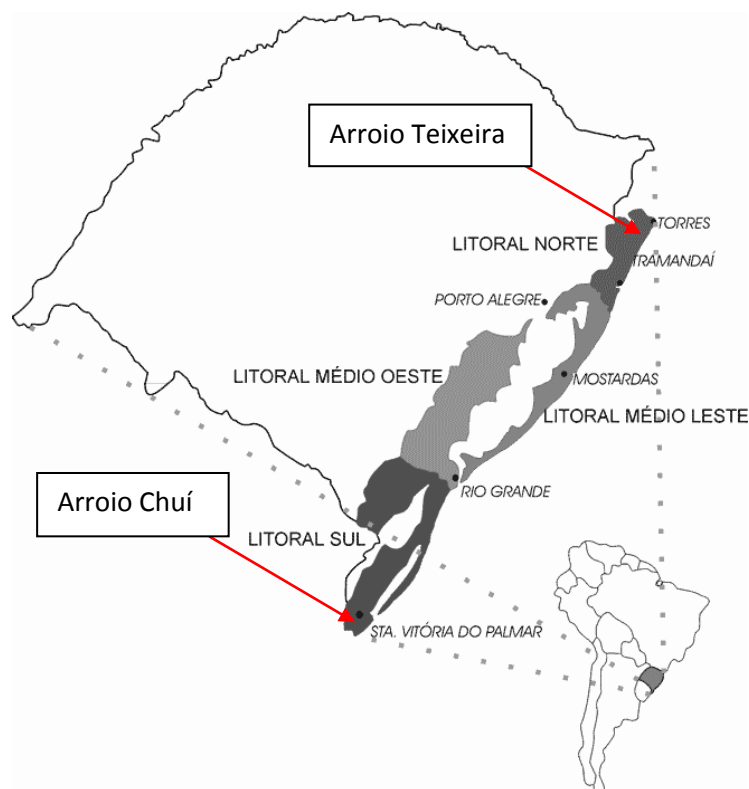 Arroio Teixeira
TORRES
LITORAL NORTE
TRAMANDAÍ
PORTO ALEGRE
LITORAL MÉDIO OESTE
MOSTARDAS
LITORAL MÉDIO LESTE
RIO GRANDE
Arroio Chuí
LITORAL SUL
STA. VITÓRIA DO PALMAR